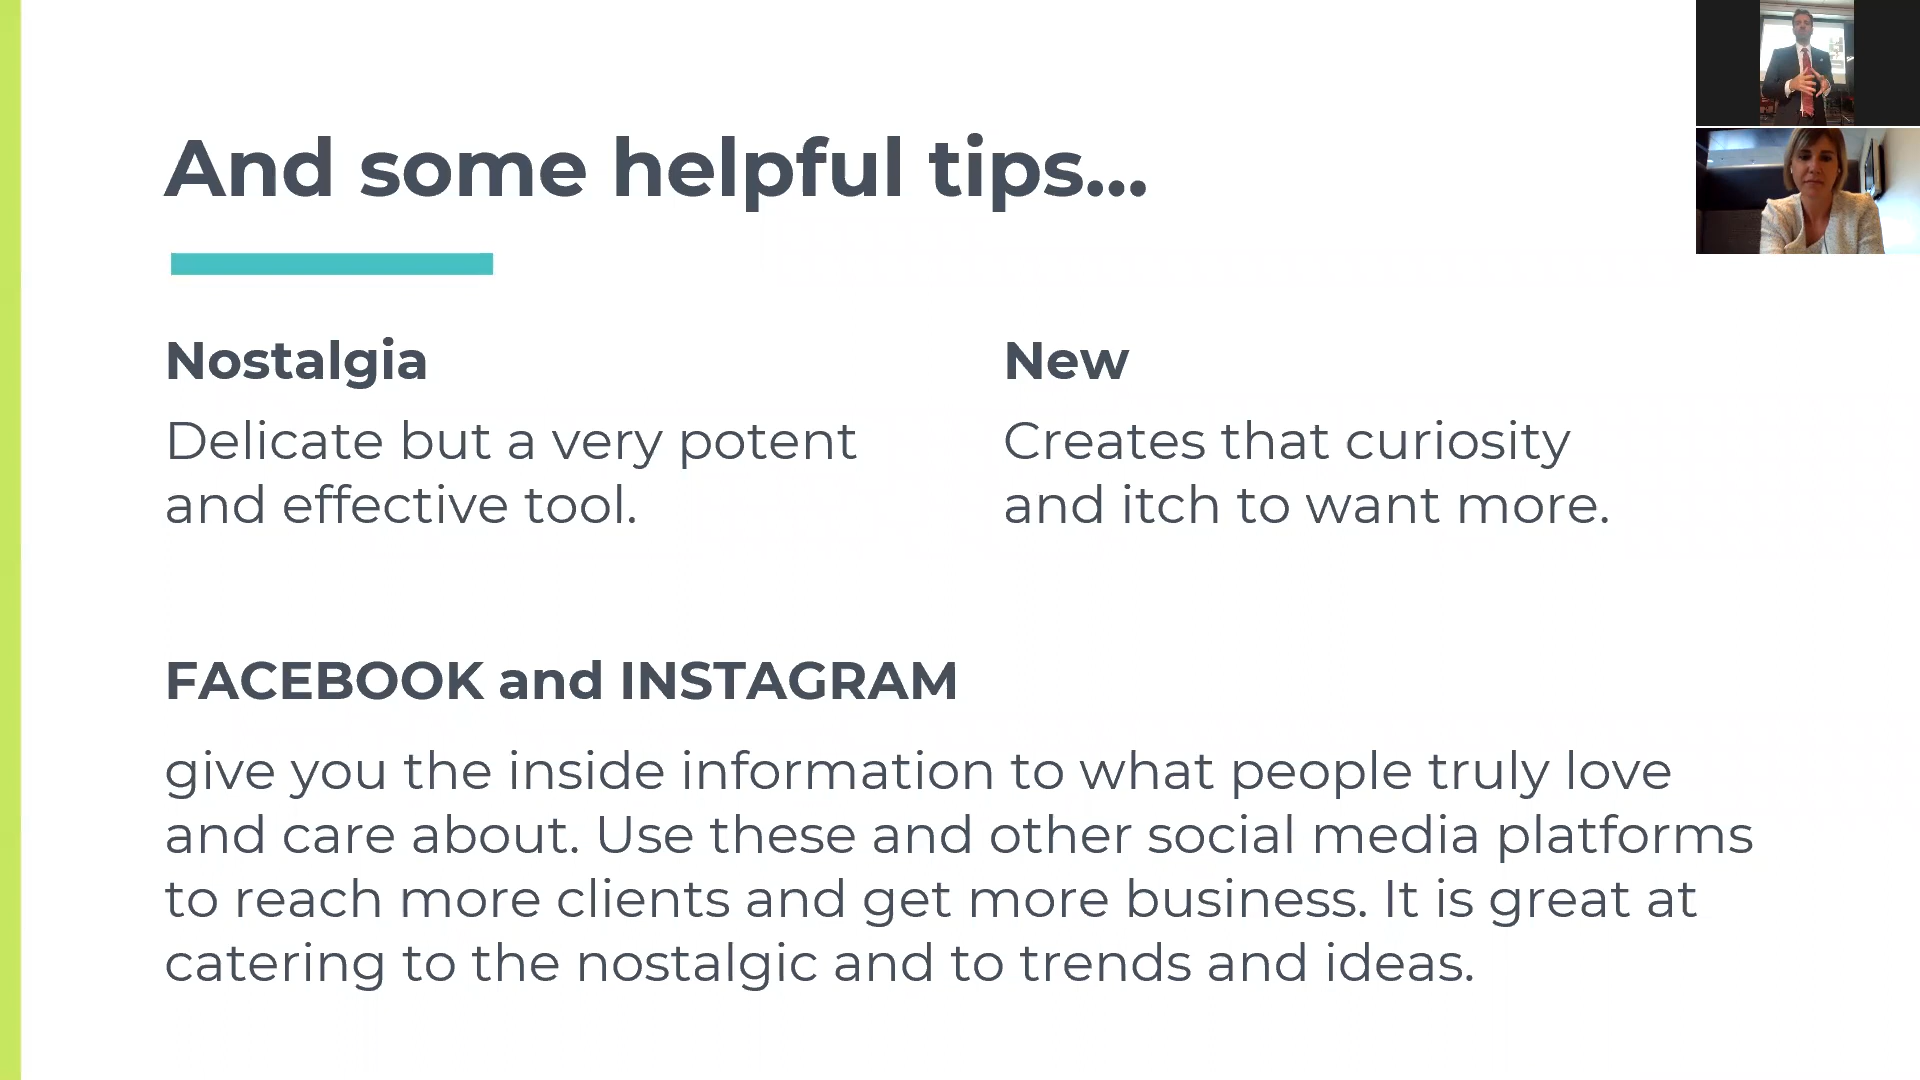 And some helpful tips...
Nostalgia
Delicate but a very potent
and effective tool.
New
Creates that curiosity
and itch to want more.
FACEBOOK and INSTAGRAM
give you the inside information to what people truly love
and care about. Use these and other social media platforms
to reach more clients and get more business. It is great at
catering to the nostalgic and to trends and ideas.